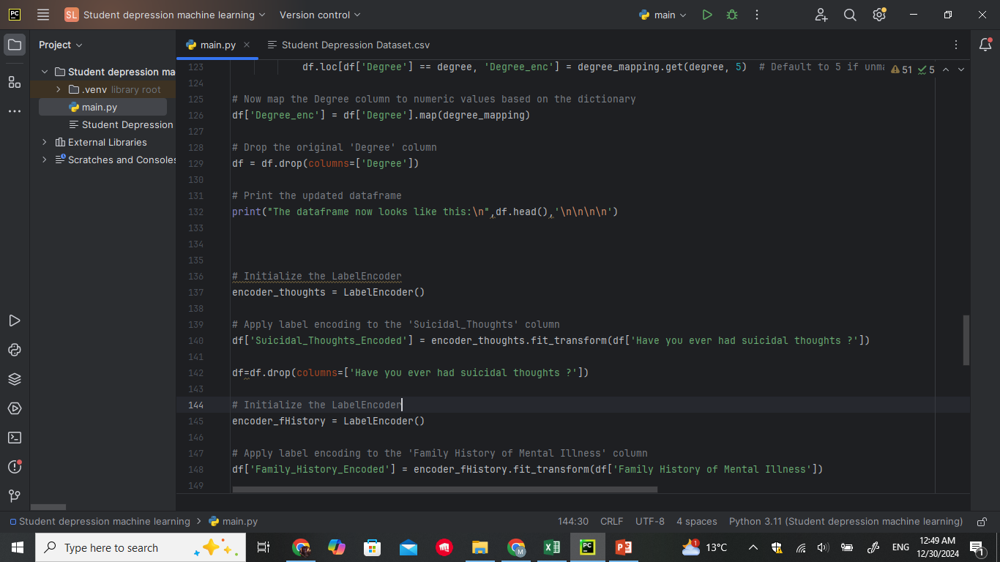 PC
SL Student depression machine learning
Version control
main
Project
main.py
Student Depression Dataset.csv
Student depression ma
.venv library root
main.py
Student Depression
External Libraries
Scratches and Consoles
51
5
123 df.loc[df['Degree'] == degree, 'Degree_enc'] = degree_mapping.get(degree, 5)  # Default to 5 if unma
124
125 # Now map the Degree column to numeric values based on the dictionary
126 df['Degree_enc'] = df['Degree'].map(degree_mapping)
127
128 # Drop the original 'Degree' column
129 df = df.drop(columns=['Degree'])
130
131 # Print the updated dataframe
132 print("The dataframe now looks like this:\n",df.head(),'\n\n\n\n')
133
134
135
136 # Initialize the LabelEncoder
137 encoder_thoughts = LabelEncoder()
138
139 # Apply label encoding to the 'Suicidal_Thoughts' column
140 df['Suicidal_Thoughts_Encoded'] = encoder_thoughts.fit_transform(df['Have you ever had suicidal thoughts ?'])
141
142 df=df.drop(columns=['Have you ever had suicidal thoughts ?'])
143
144 # Initialize the LabelEncoder
145 encoder_fHistory = LabelEncoder()
146
147 # Apply label encoding to the 'Family History of Mental Illness' column
148 df['Family_History_Encoded'] = encoder_fHistory.fit_transform(df['Family History of Mental Illness'])
149
Student depression machine learning > main.py
144:30 CRLF UTF-8 4 spaces Python 3.11 (Student depression machine learning)
Type here to search
M
PC
1
13°C
ENG
12:49 AM
12/30/2024
1